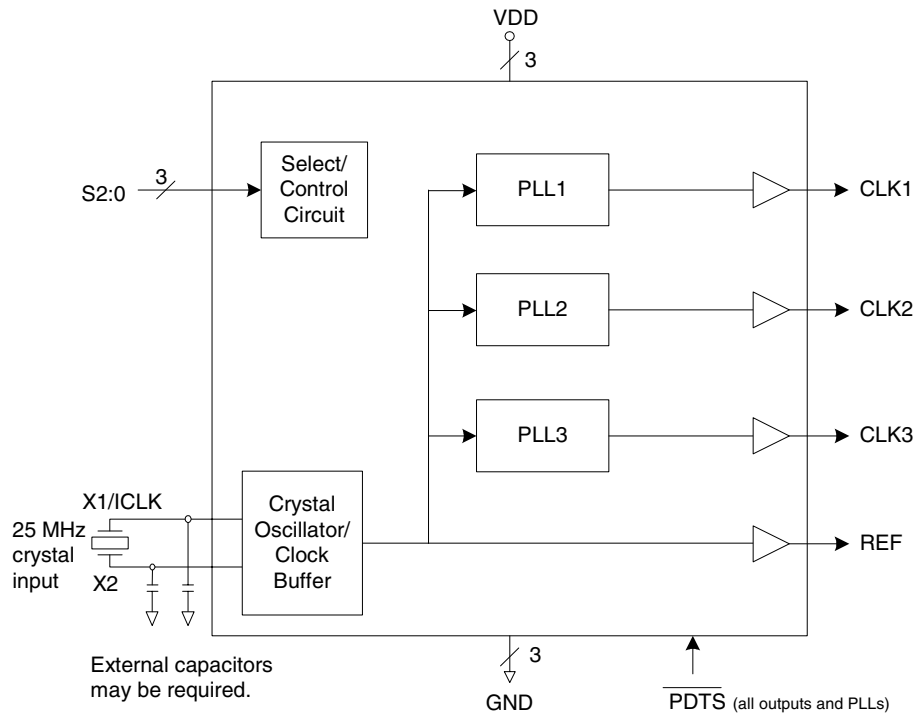 VDD
3
S2:0
3
Select/
Control
Circuit
PLL1
CLK1
PLL2
CLK2
PLL3
CLK3
X1/ICLK
25 MHz
crystal
input
X2
Crystal
Oscillator/
Clock
Buffer
REF
External capacitors
may be required.
3
GND
PDTS (all outputs and PLLs)